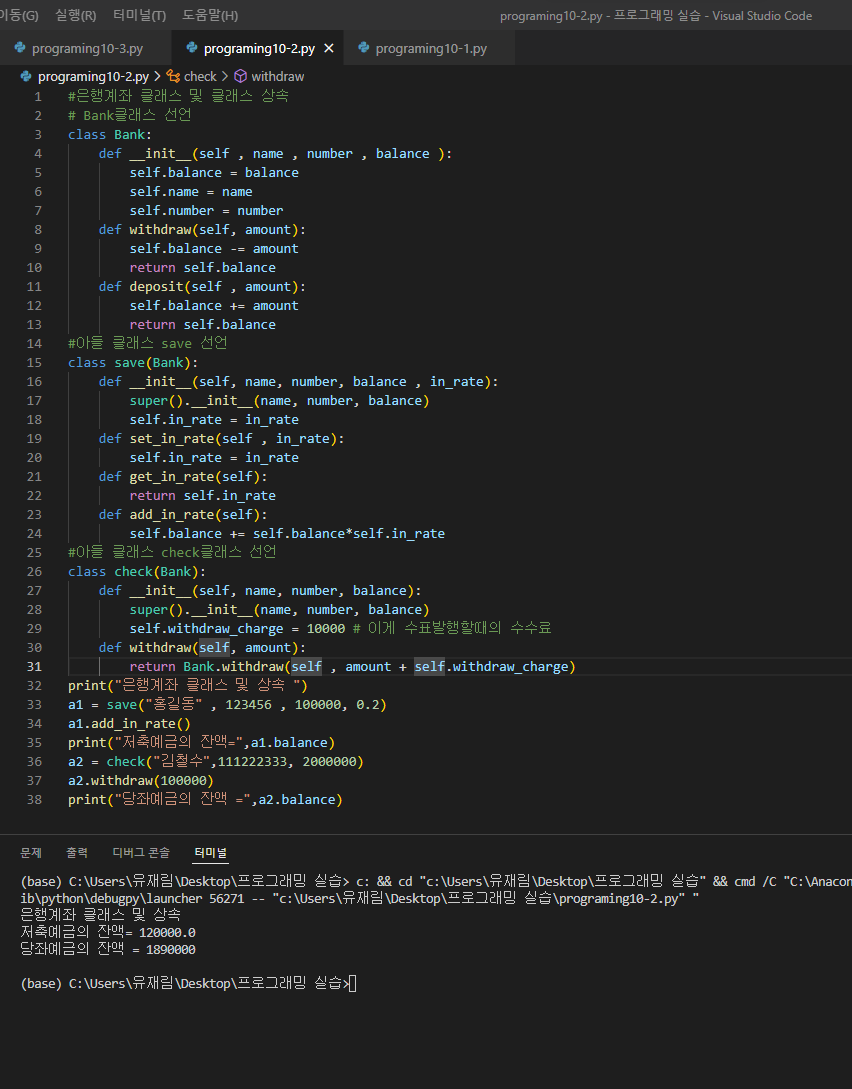 이동(G) 실행(R) 터미널(T) 도움말(H) programing10-2.py - 프로그래밍 실습 - Visual Studio Code
programing10-3.py programing10-2.py programing10-1.py
programing10-2.py > check > withdraw
1 #은행계좌 클래스 및 클래스 상속
2 # Bank클래스 선언
3 class Bank:
4 def __init__(self , name , number , balance ):
5 self.balance = balance
6 self.name = name
7 self.number = number
8 def withdraw(self, amount):
9 self.balance -= amount
10 return self.balance
11 def deposit(self , amount):
12 self.balance += amount
13 return self.balance
14 #아들 클래스 save 선언
15 class save(Bank):
16 def __init__(self, name, number, balance , in_rate):
17 super().__init__(name, number, balance)
18 self.in_rate = in_rate
19 def set_in_rate(self , in_rate):
20 self.in_rate = in_rate
21 def get_in_rate(self):
22 return self.in_rate
23 def add_in_rate(self):
24 self.balance += self.balance*self.in_rate
25 #아들 클래스 check클래스 선언
26 class check(Bank):
27 def __init__(self, name, number, balance):
28 super().__init__(name, number, balance)
29 self.withdraw_charge = 10000 # 이게 수표발행할때의 수수료
30 def withdraw(self, amount):
31 return Bank.withdraw(self , amount + self.withdraw_charge)
32 print("은행계좌 클래스 및 상속 ")
33 a1 = save("홍길동" , 123456 , 100000, 0.2)
34 a1.add_in_rate()
35 print("저축예금의 잔액=",a1.balance)
36 a2 = check("김철수",111222333, 2000000)
37 a2.withdraw(100000)
38 print("당좌예금의 잔액 =",a2.balance)
문제 출력 디버그 콘솔 터미널
(base) C:\Users\유재림\Desktop\프로그래밍 실습> c: && cd "c:\Users\유재림\Desktop\프로그래밍 실습" && cmd /C "C:\Anacon
ib\python\debugpy\launcher 56271 -- "c:\Users\유재림\Desktop\프로그래밍 실습\programing10-2.py" "
은행계좌 클래스 및 상속
저축예금의 잔액= 120000.0
당좌예금의 잔액 = 1890000
(base) C:\Users\유재림\Desktop\프로그래밍 실습>